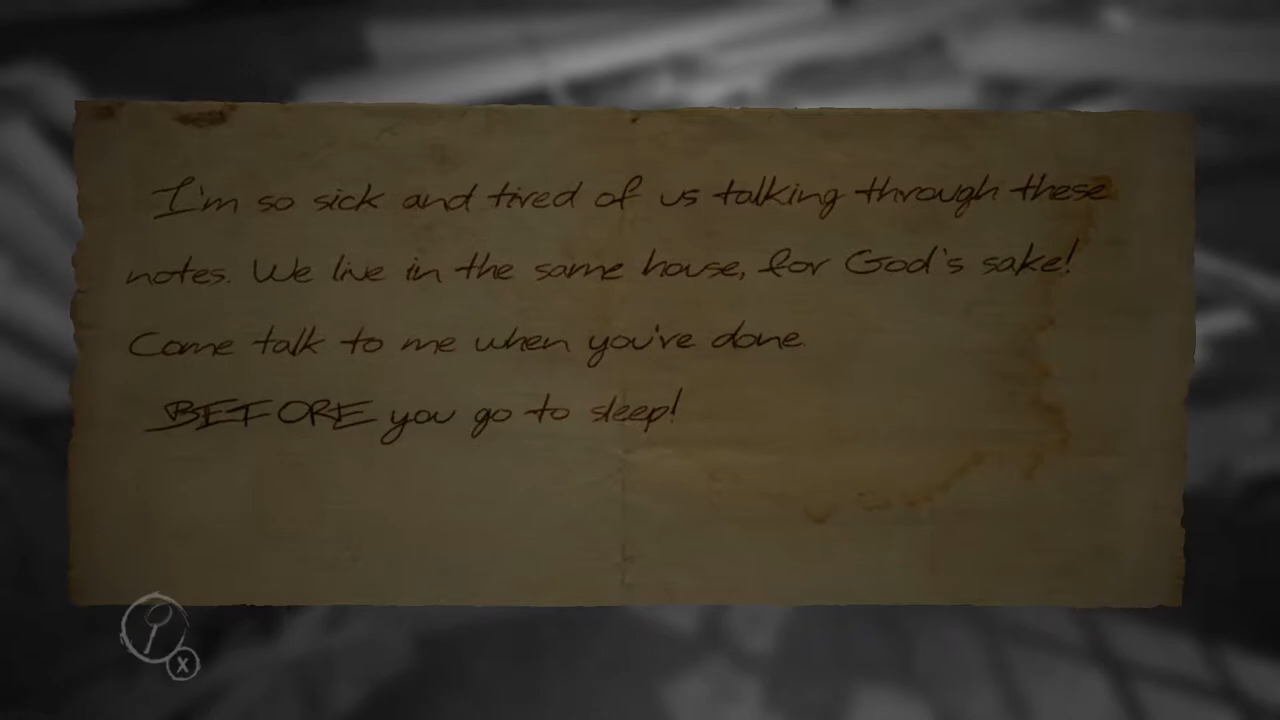 I'm so sick and tired of us talking through these
notes. We live in the same house, for God's sake!
Come talk to me when you're done.
BEFORE you go to sleep!
X